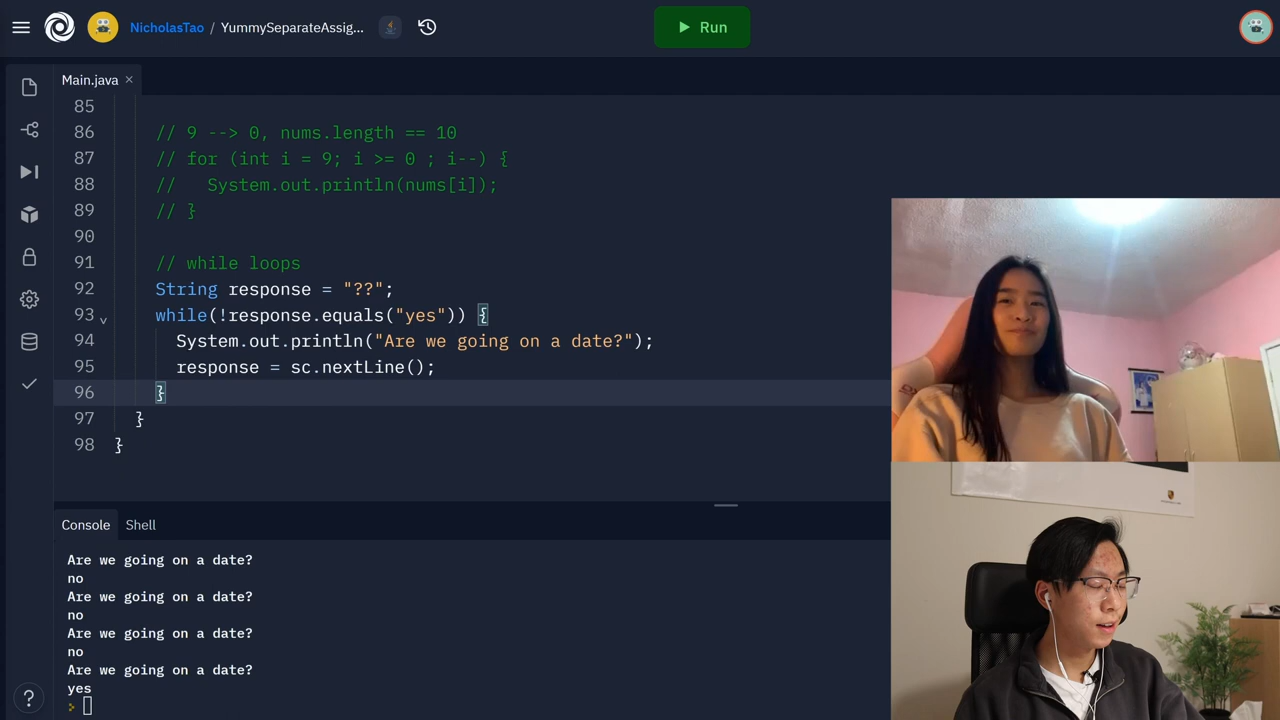 NicholasTao / YummySeparateAssig...
Run
Main.java ×
85
86 // 9 --> 0, nums.length == 10
87 // for (int i = 9; i >= 0 ; i--) {
88 //   System.out.println(nums[i]);
89 // }
90
91 // while loops
92 String response = "??";
93 while(!response.equals("yes")) {
94   System.out.println("Are we going on a date?");
95   response = sc.nextLine();
96 }
97 }
98 }
Console Shell
Are we going on a date?
no
Are we going on a date?
no
Are we going on a date?
no
Are we going on a date?
yes
>
?